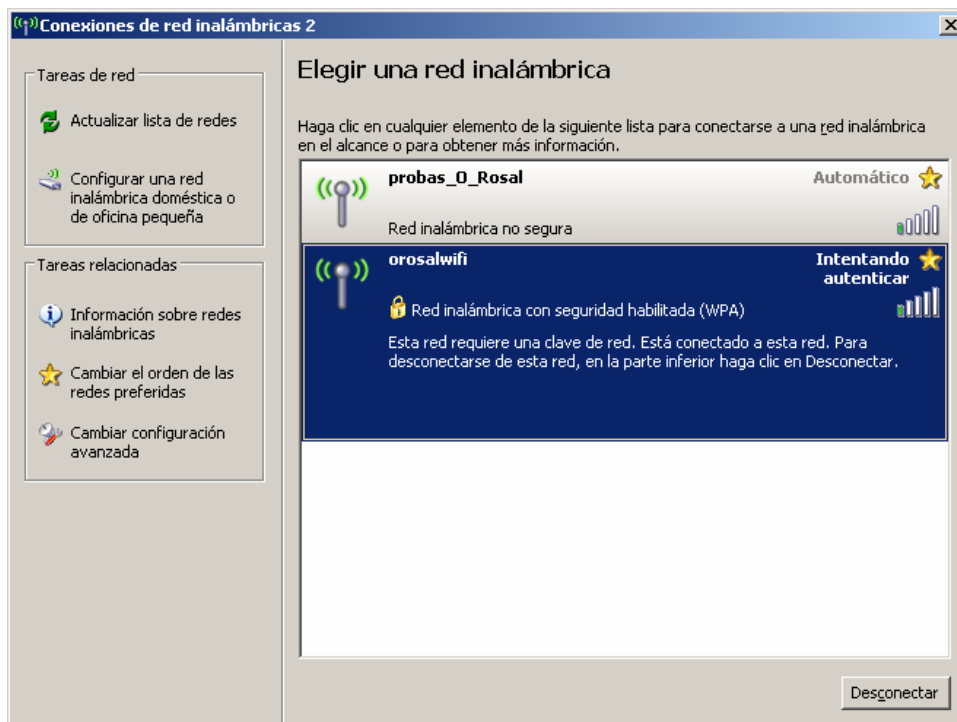 Conexiones de red inalámbricas 2
Tareas de red
Actualizar lista de redes
Configurar una red
inalámbrica doméstica o
de oficina pequeña
Tareas relacionadas
Información sobre redes
inalámbricas
Cambiar el orden de las
redes preferidas
Cambiar configuración
avanzada
Elegir una red inalámbrica
Haga clic en cualquier elemento de la siguiente lista para conectarse a una red inalámbrica
en el alcance o para obtener más información.
probas_O_Rosal
Automático
Red inalámbrica no segura
orosalwifi
Intentando
autenticar
Red inalámbrica con seguridad habilitada (WPA)
Esta red requiere una clave de red. Está conectado a esta red. Para
desconectarse de esta red, en la parte inferior haga clic en Desconectar.
Desconectar